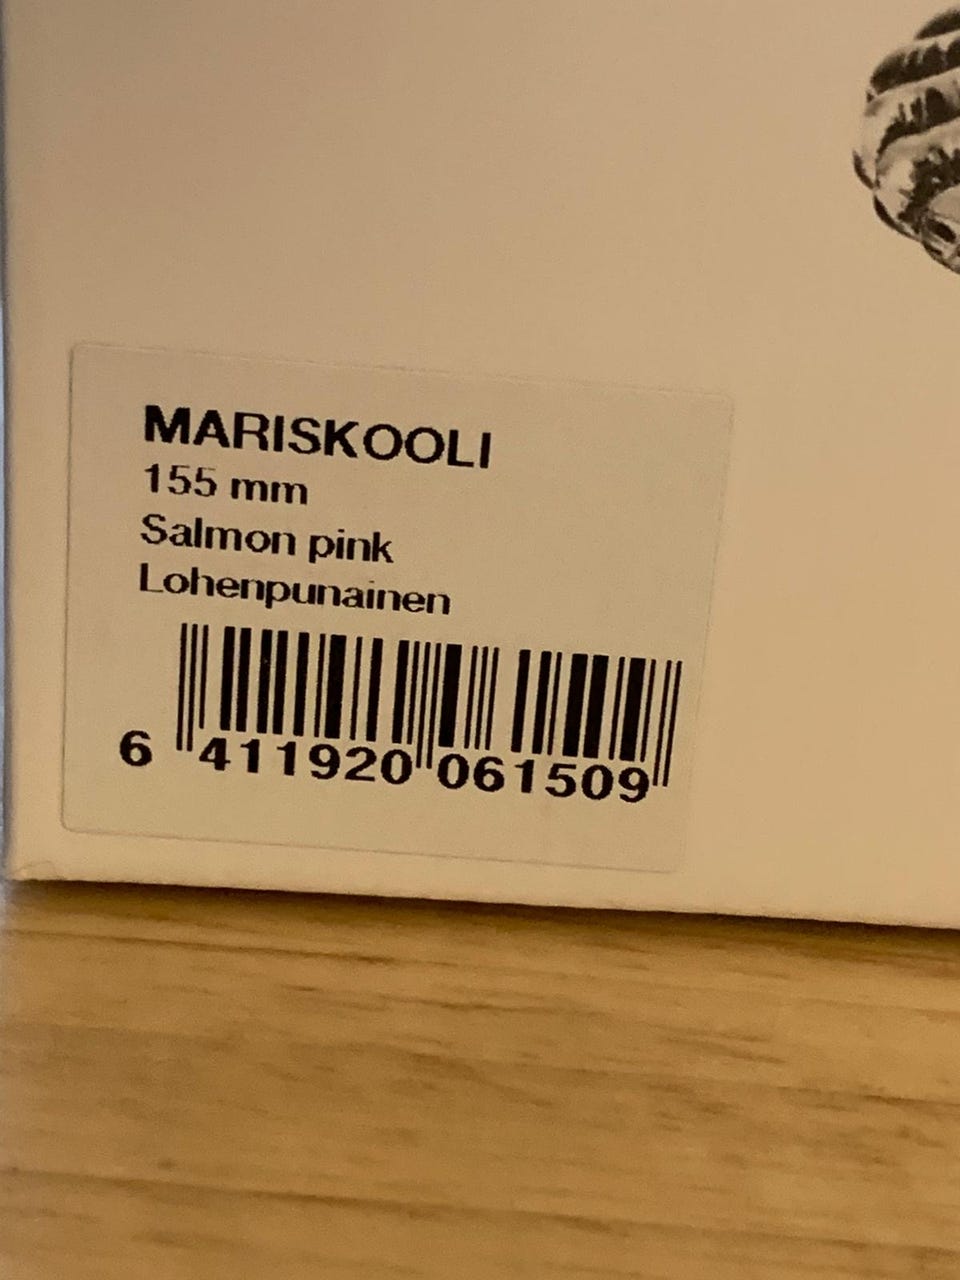 MARISKOOLI
155 mm
Salmon pink
Lohenpunainen
6 411920 061509